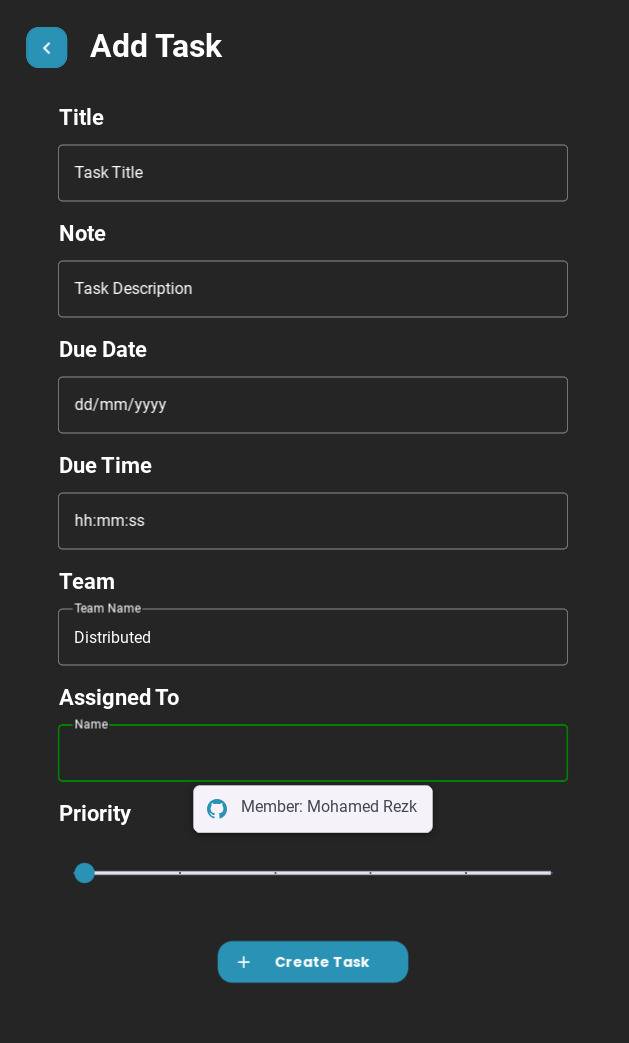 Add Task
Title
Task Title
Note
Task Description
Due Date
dd/mm/yyyy
Due Time
hh:mm:ss
Team
Team Name
Distributed
Assigned To
Name
Member: Mohamed Rezk
Priority
Create Task